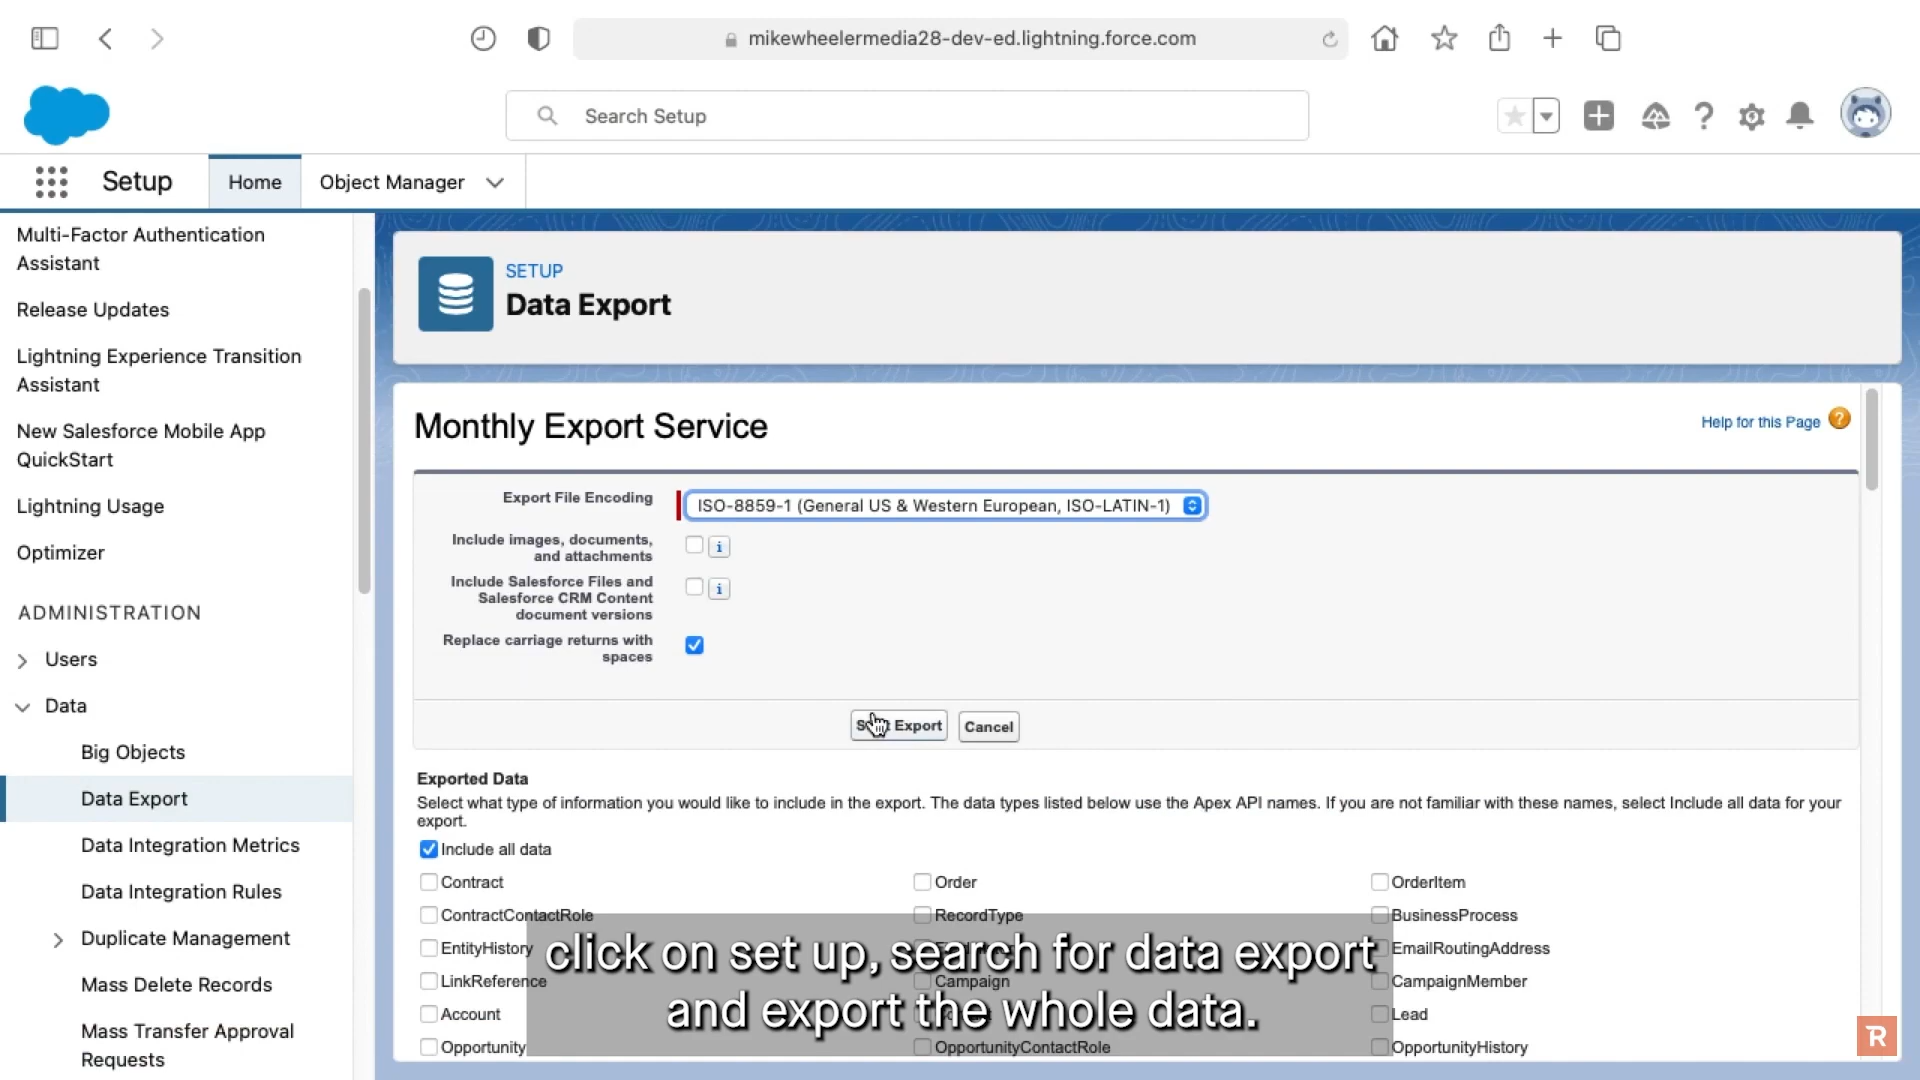 mikewheelermedia28-dev-ed.lightning.force.com
Search Setup
Setup
Home
Object Manager
Multi-Factor Authentication
Assistant
Release Updates
Lightning Experience Transition
Assistant
New Salesforce Mobile App
QuickStart
Lightning Usage
Optimizer
ADMINISTRATION
Users
Data
Big Objects
Data Export
Data Integration Metrics
Data Integration Rules
Duplicate Management
Mass Delete Records
Mass Transfer Approval
Requests
SETUP
Data Export
Monthly Export Service
Help for this Page ?
Export File Encoding
ISO-8859-1 (General US & Western European, ISO-LATIN-1)
Include images, documents,
and attachments
i
Include Salesforce Files and
Salesforce CRM Content
document versions
i
Replace carriage returns with
spaces
Export
Cancel
Exported Data
Select what type of information you would like to include in the export. The data types listed below use the Apex API names. If you are not familiar with these names, select Include all data for your
export.
Include all data
Contract
Order
OrderItem
ContractContactRole
RecordType
BusinessProcess
EntityHistory
EmailRoutingAddress
LinkReference
Campaign
CampaignMember
Account
Lead
Opportunity
OpportunityContactRole
OpportunityHistory
click on set up, search for data export
and export the whole data.
R